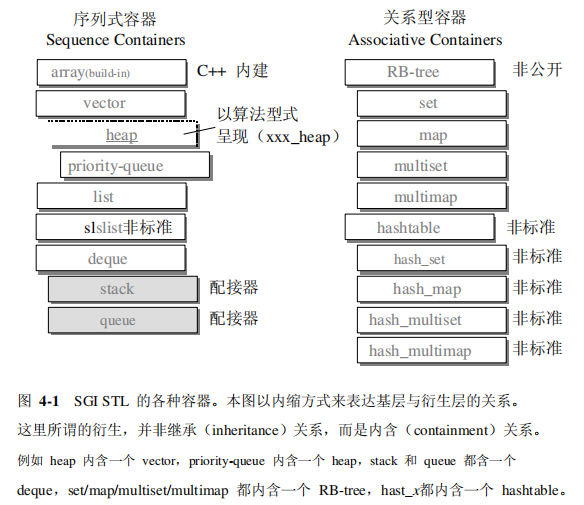 序列式容器
Sequence Containers
array(build-in)
C++ 内建
vector
heap
以算法型式
呈现（xxx_heap）
priority-queue
list
slslist非标准
deque
stack
配接器
queue
配接器
关系型容器
Associative Containers
RB-tree
非公开
set
map
multiset
multimap
hashtable
非标准
hash_set
非标准
hash_map
非标准
hash_multiset
非标准
hash_multimap
非标准
图 4-1 SGI STL 的各种容器。本图以内缩方式来表达基层与衍生层的关系。
这里所谓的衍生，并非继承（inheritance）关系，而是内含（containment）关系。
例如 heap 内含一个 vector，priority-queue 内含一个 heap，stack 和 queue 都含一个
deque，set/map/multiset/multimap 都内含一个 RB-tree，hast_x都内含一个 hashtable。